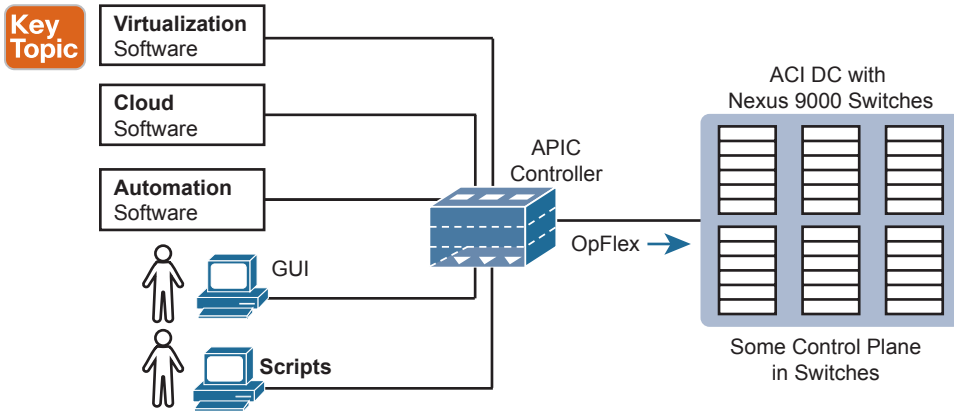 Key
Topic
Virtualization
Software
Cloud
Software
Automation
Software
GUI
Scripts
APIC
Controller
OpFlex
ACI DC with
Nexus 9000 Switches
Some Control Plane
in Switches